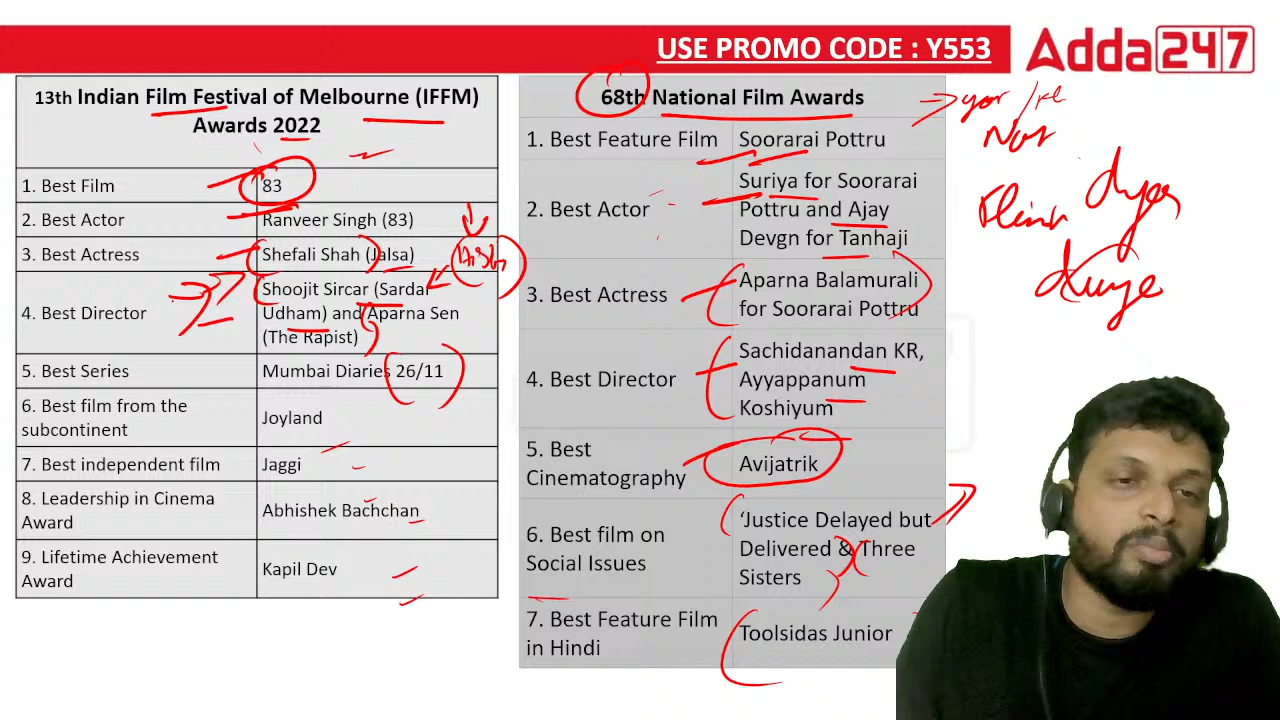 USE PROMO CODE : Y553
Adda247
13th Indian Film Festival of Melbourne (IFFM)
Awards 2022
1. Best Film
83
2. Best Actor
Ranveer Singh (83)
3. Best Actress
Shefali Shah (Jalsa)
4. Best Director
Shoojit Sircar (Sardar
Udham) and Aparna Sen
(The Rapist)
5. Best Series
Mumbai Diaries 26/11
6. Best film from the
subcontinent
Joyland
7. Best independent film
Jaggi
8. Leadership in Cinema
Award
Abhishek Bachchan
9. Lifetime Achievement
Award
Kapil Dev
68th National Film Awards
1. Best Feature Film
Soorarai Pottru
2. Best Actor
Suriya for Soorarai
Pottru and Ajay
Devgn for Tanhaji
3. Best Actress
Aparna Balamurali
for Soorarai Pottru
4. Best Director
Sachidanandan KR,
Ayyappanum
Koshiyum
5. Best
Cinematography
Avijatrik
6. Best film on
Social Issues
‘Justice Delayed but
Delivered & Three
Sisters
7. Best Feature Film
in Hindi
Toolsidas Junior